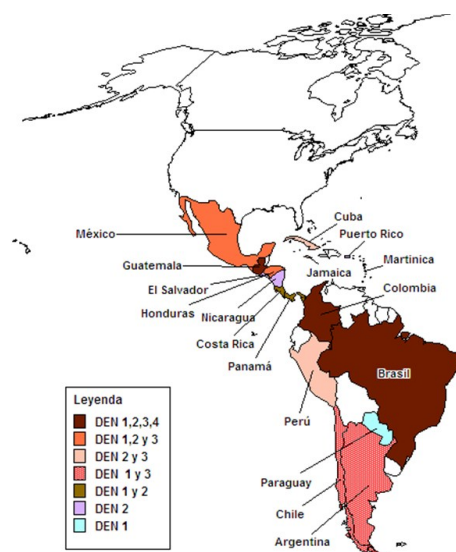 Cuba
Puerto Rico
México
Guatemala
Jamaica
Martinica
El Salvador
Colombia
Honduras
Nicaragua
Costa Rica
Panamá
Brasil
Perú
Leyenda
DEN 1,2,3,4
DEN 1,2 y 3
DEN 2 y 3
DEN 1 y 3
DEN 1 y 2
DEN 2
DEN 1
Paraguay
Chile
Argentina